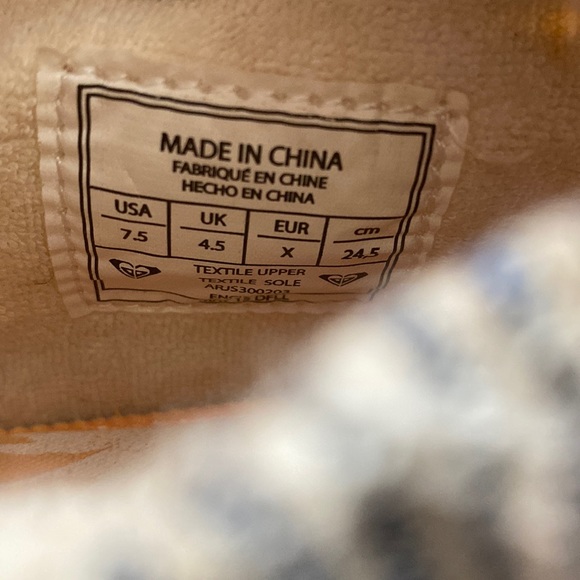 MADE IN CHINA
FABRIQUÉ EN CHINE
HECHO EN CHINA
USA UK EUR cm
7.5 4.5 X 24,5
TEXTILE UPPER
TEXTILE SOLE